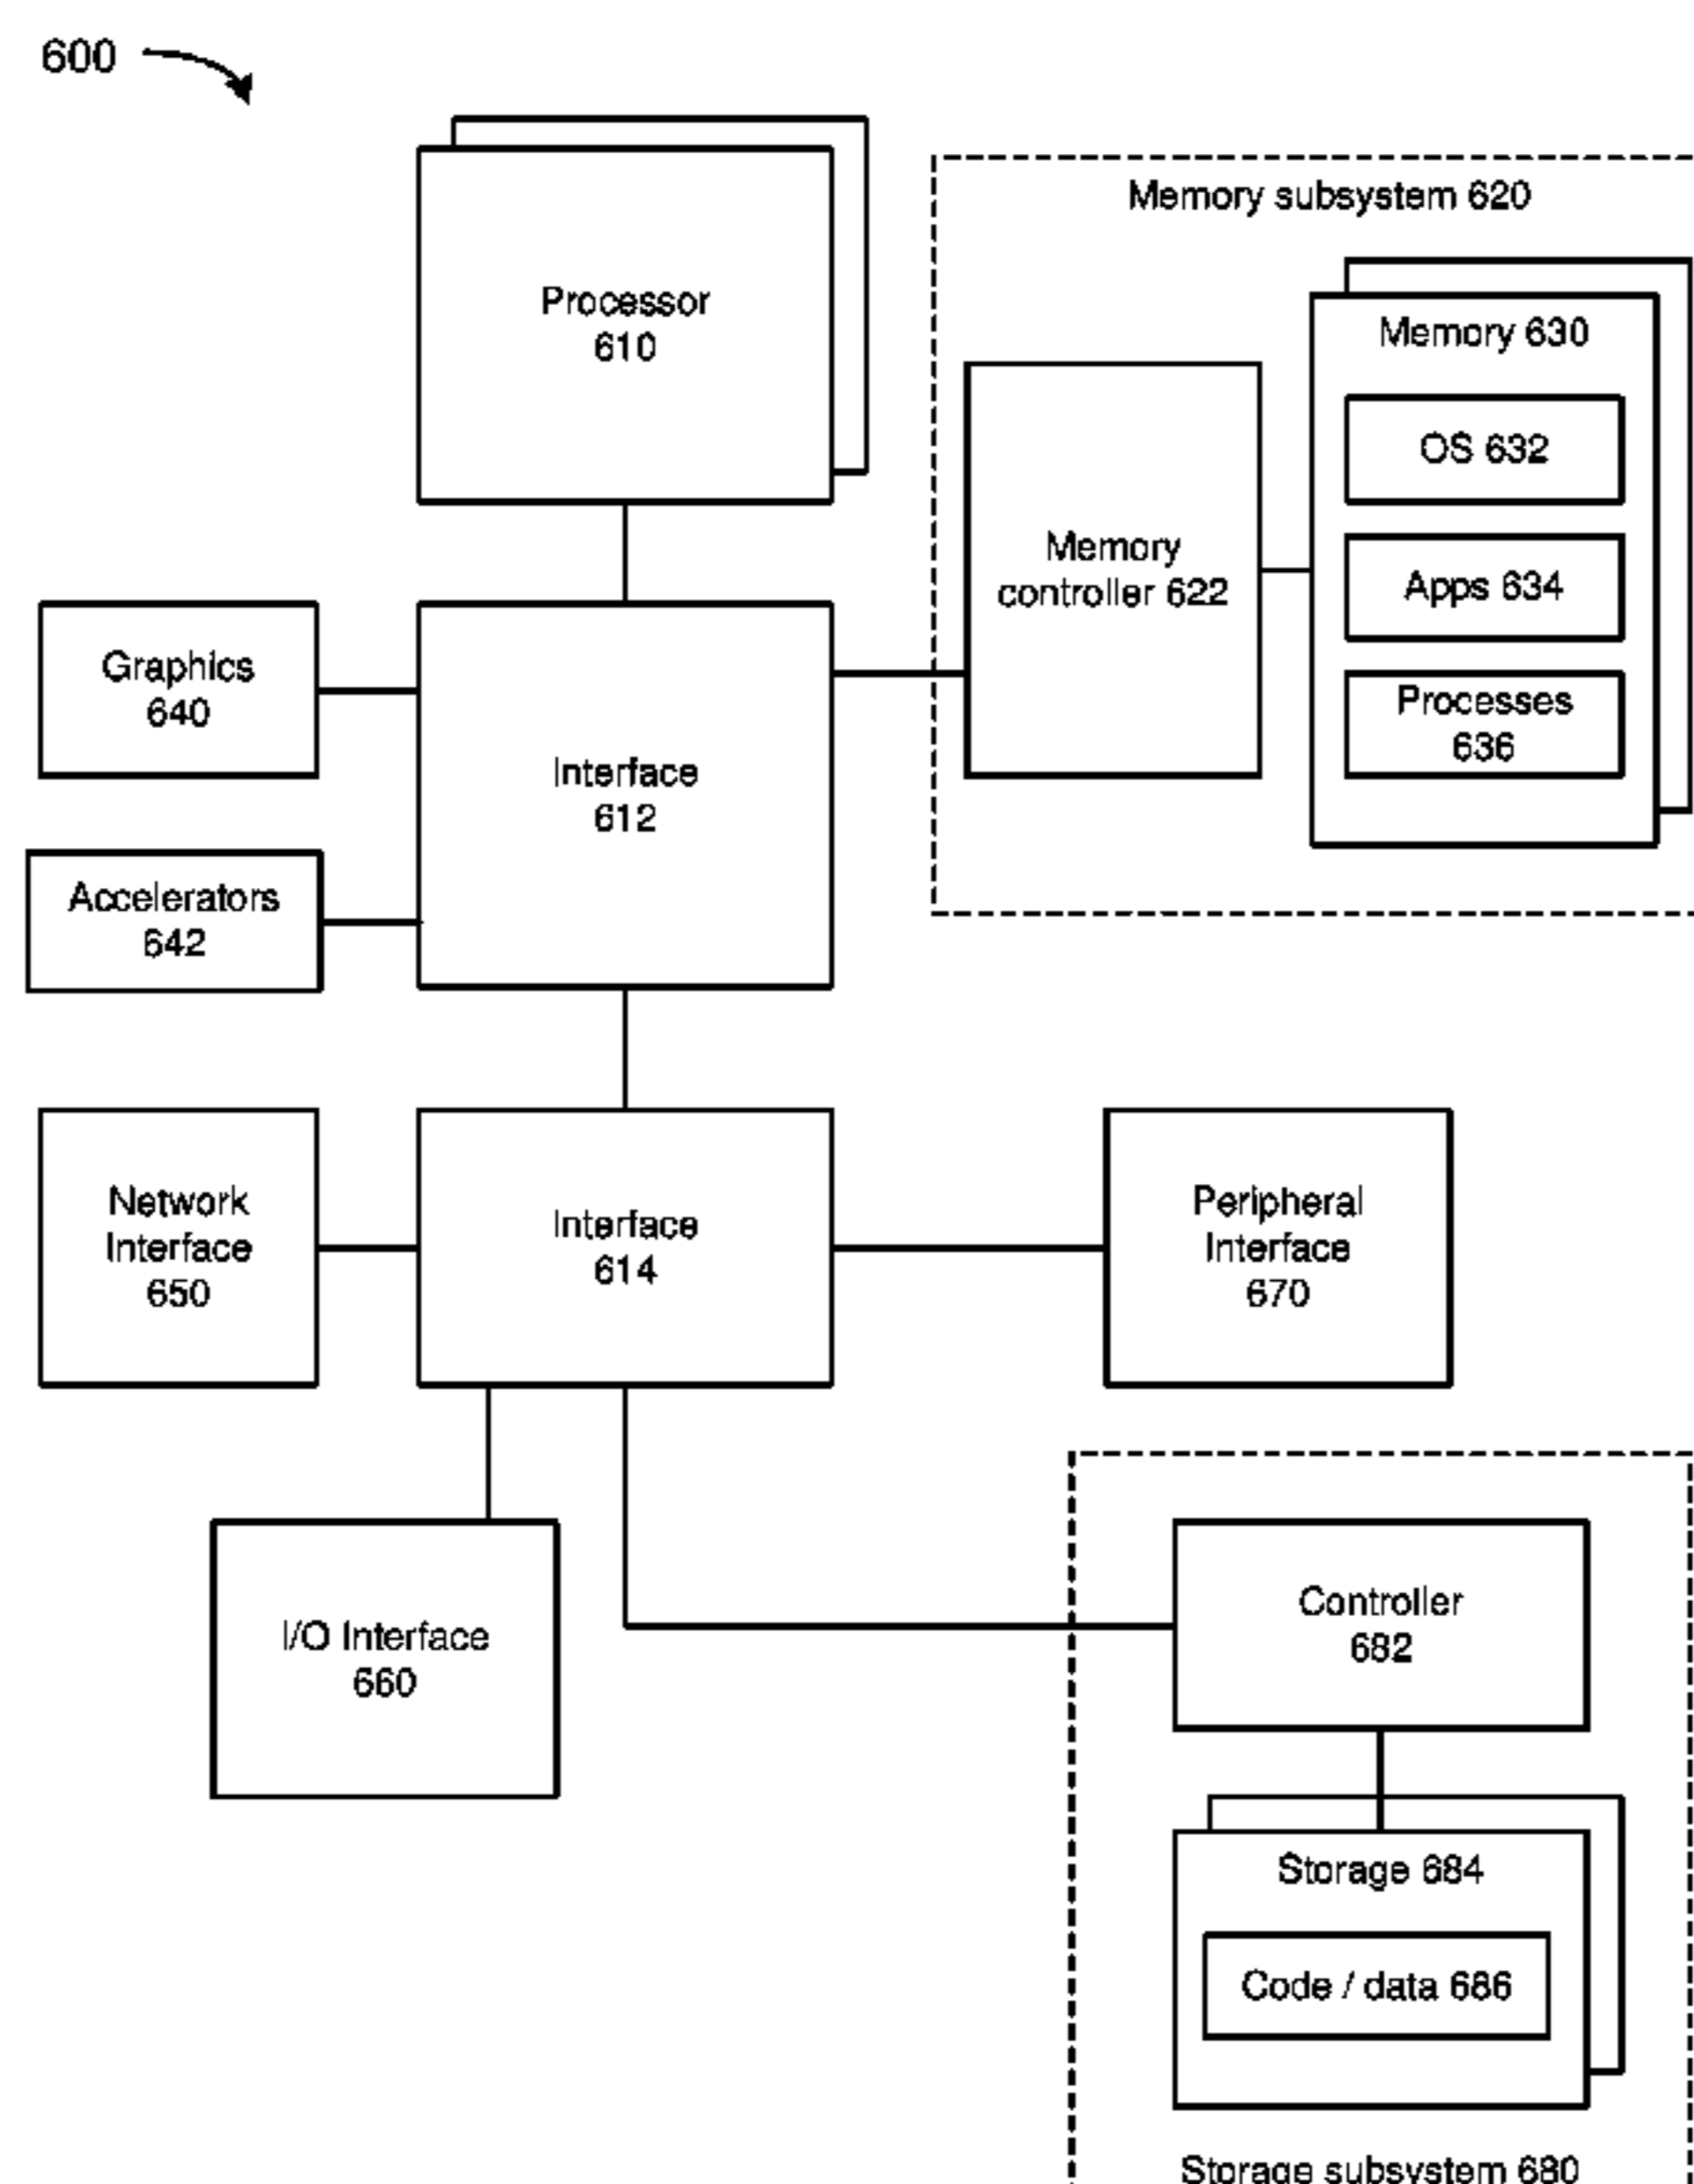 600
Processor
610
Memory subsystem 620
Memory 630
OS 632
Memory
controller 622
Apps 634
Processes
636
Graphics
640
Interface
612
Accelerators
642
Network
Interface
650
Interface
614
Peripheral
Interface
670
I/O Interface
660
Controller
682
Storage 684
Code / data 686
Storage subsystem 680